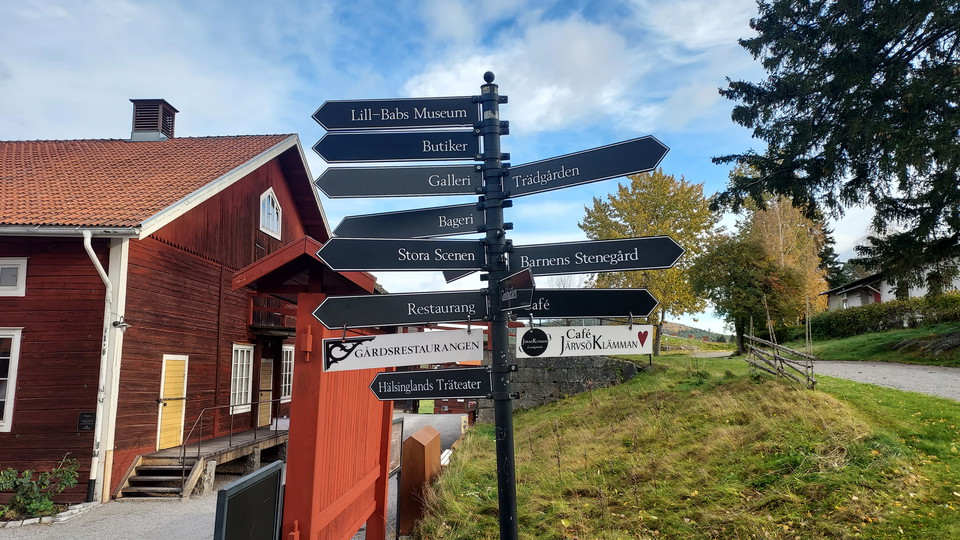 Lill-Babs Museum
Butiker
Galleri
Trädgården
Bageri
Stora Scenen
Barnens Stenegård
Restaurang
Café
GÅRDSRESTAURANGEN
Café
JÄRVSÖKLÄMMAN
Hälsinglands Träteater